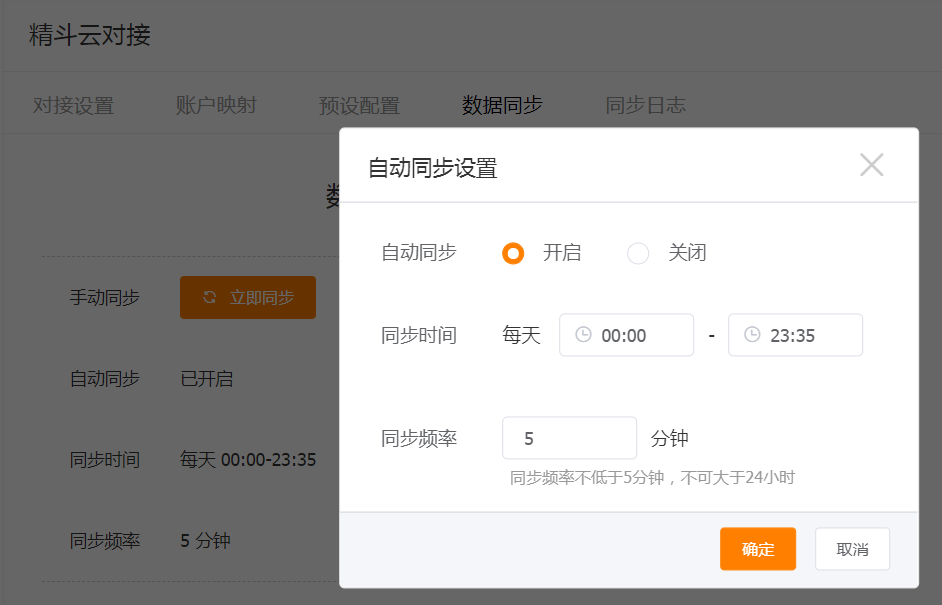 精斗云对接
对接设置 账户映射 预设配置 数据同步 同步日志
数
手动同步 立即同步
自动同步 已开启
同步时间 每天 00:00-23:35
同步频率 5 分钟
自动同步设置
自动同步 开启 关闭
同步时间 每天 00:00 - 23:35
同步频率 5 分钟
同步频率不低于5分钟，不可大于24小时
确定 取消